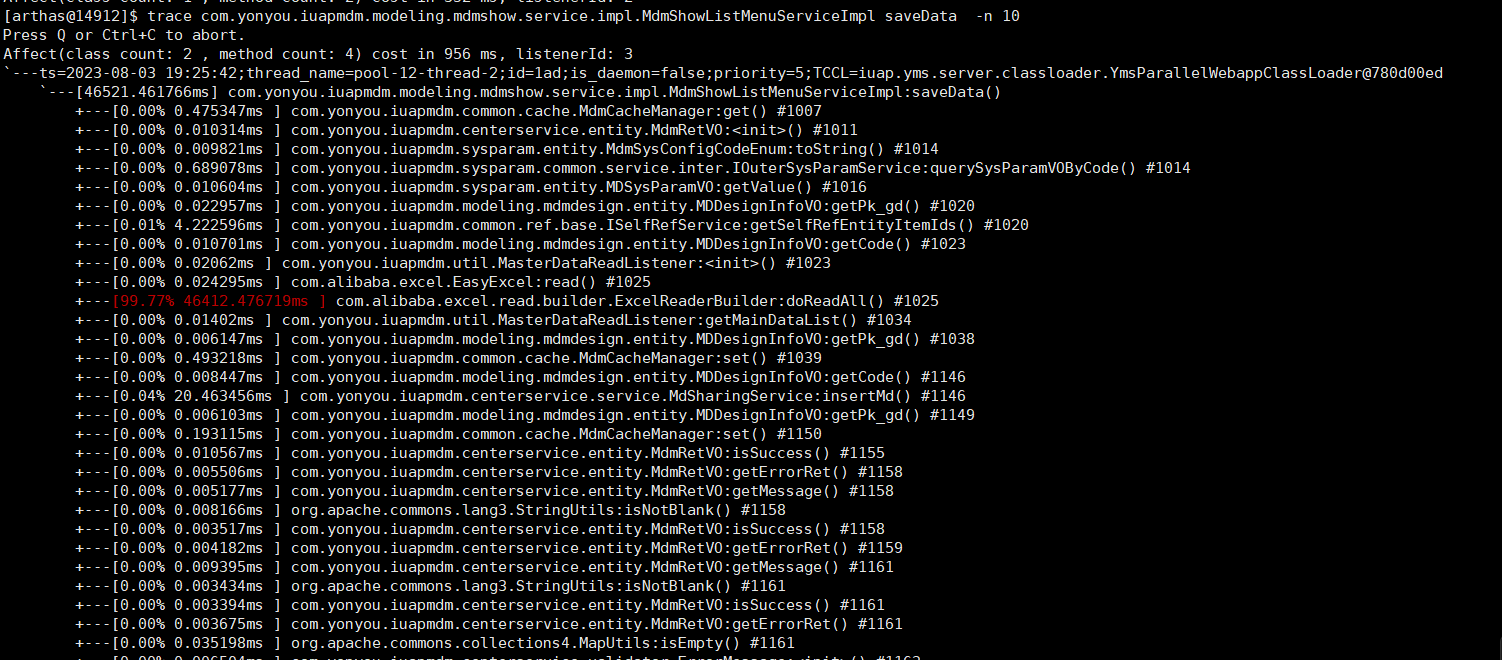 [arthas@14912]$ trace com.yonyou.iuapmdm.modeling.mdmshow.service.impl.MdmShowListMenuServiceImpl saveData  -n 10
Press Q or Ctrl+C to abort.
Affect(class count: 2 , method count: 4) cost in 956 ms, listenerId: 3
`---ts=2023-08-03 19:25:42;thread_name=pool-12-thread-2;id=1ad;is_daemon=false;priority=5;TCCL=iuap.yms.server.classloader.YmsParallelWebappClassLoader@780d00ed
    `---[46521.461766ms] com.yonyou.iuapmdm.modeling.mdmshow.service.impl.MdmShowListMenuServiceImpl:saveData()
        +---[0.00% 0.475347ms ] com.yonyou.iuapmdm.common.cache.MdmCacheManager:get() #1007
        +---[0.00% 0.010314ms ] com.yonyou.iuapmdm.centerservice.entity.MdmRetVO:<init>() #1011
        +---[0.00% 0.009821ms ] com.yonyou.iuapmdm.sysparam.entity.MdmSysConfigCodeEnum:toString() #1014
        +---[0.00% 0.689078ms ] com.yonyou.iuapmdm.sysparam.common.service.inter.IOuterSysParamService:querySysParamVOByCode() #1014
        +---[0.00% 0.010604ms ] com.yonyou.iuapmdm.sysparam.entity.MDSysParamVO:getValue() #1016
        +---[0.00% 0.022957ms ] com.yonyou.iuapmdm.modeling.mdmdesign.entity.MDDesignInfoVO:getPk_gd() #1020
        +---[0.01% 4.222596ms ] com.yonyou.iuapmdm.common.ref.base.ISelfRefService:getSelfRefEntityItemIds() #1020
        +---[0.00% 0.010701ms ] com.yonyou.iuapmdm.modeling.mdmdesign.entity.MDDesignInfoVO:getCode() #1023
        +---[0.00% 0.02062ms ] com.yonyou.iuapmdm.util.MasterDataReadListener:<init>() #1023
        +---[0.00% 0.024295ms ] com.alibaba.excel.EasyExcel:read() #1025
        +---[99.77% 46412.476719ms ] com.alibaba.excel.read.builder.ExcelReaderBuilder:doReadAll() #1025
        +---[0.00% 0.01402ms ] com.yonyou.iuapmdm.util.MasterDataReadListener:getMainDataList() #1034
        +---[0.00% 0.006147ms ] com.yonyou.iuapmdm.modeling.mdmdesign.entity.MDDesignInfoVO:getPk_gd() #1038
        +---[0.00% 0.493218ms ] com.yonyou.iuapmdm.common.cache.MdmCacheManager:set() #1039
        +---[0.00% 0.008447ms ] com.yonyou.iuapmdm.modeling.mdmdesign.entity.MDDesignInfoVO:getCode() #1146
        +---[0.04% 20.463456ms ] com.yonyou.iuapmdm.centerservice.service.MdSharingService:insertMd() #1146
        +---[0.00% 0.006103ms ] com.yonyou.iuapmdm.modeling.mdmdesign.entity.MDDesignInfoVO:getPk_gd() #1149
        +---[0.00% 0.193115ms ] com.yonyou.iuapmdm.common.cache.MdmCacheManager:set() #1150
        +---[0.00% 0.010567ms ] com.yonyou.iuapmdm.centerservice.entity.MdmRetVO:isSuccess() #1155
        +---[0.00% 0.005506ms ] com.yonyou.iuapmdm.centerservice.entity.MdmRetVO:getErrorRet() #1158
        +---[0.00% 0.005177ms ] com.yonyou.iuapmdm.centerservice.entity.MdmRetVO:getMessage() #1158
        +---[0.00% 0.008166ms ] org.apache.commons.lang3.StringUtils:isNotBlank() #1158
        +---[0.00% 0.003517ms ] com.yonyou.iuapmdm.centerservice.entity.MdmRetVO:isSuccess() #1158
        +---[0.00% 0.004182ms ] com.yonyou.iuapmdm.centerservice.entity.MdmRetVO:getErrorRet() #1159
        +---[0.00% 0.009395ms ] com.yonyou.iuapmdm.centerservice.entity.MdmRetVO:getMessage() #1161
        +---[0.00% 0.003434ms ] org.apache.commons.lang3.StringUtils:isNotBlank() #1161
        +---[0.00% 0.003394ms ] com.yonyou.iuapmdm.centerservice.entity.MdmRetVO:isSuccess() #1161
        +---[0.00% 0.003675ms ] com.yonyou.iuapmdm.centerservice.entity.MdmRetVO:getErrorRet() #1161
        +---[0.00% 0.035198ms ] org.apache.commons.collections4.MapUtils:isEmpty() #1161